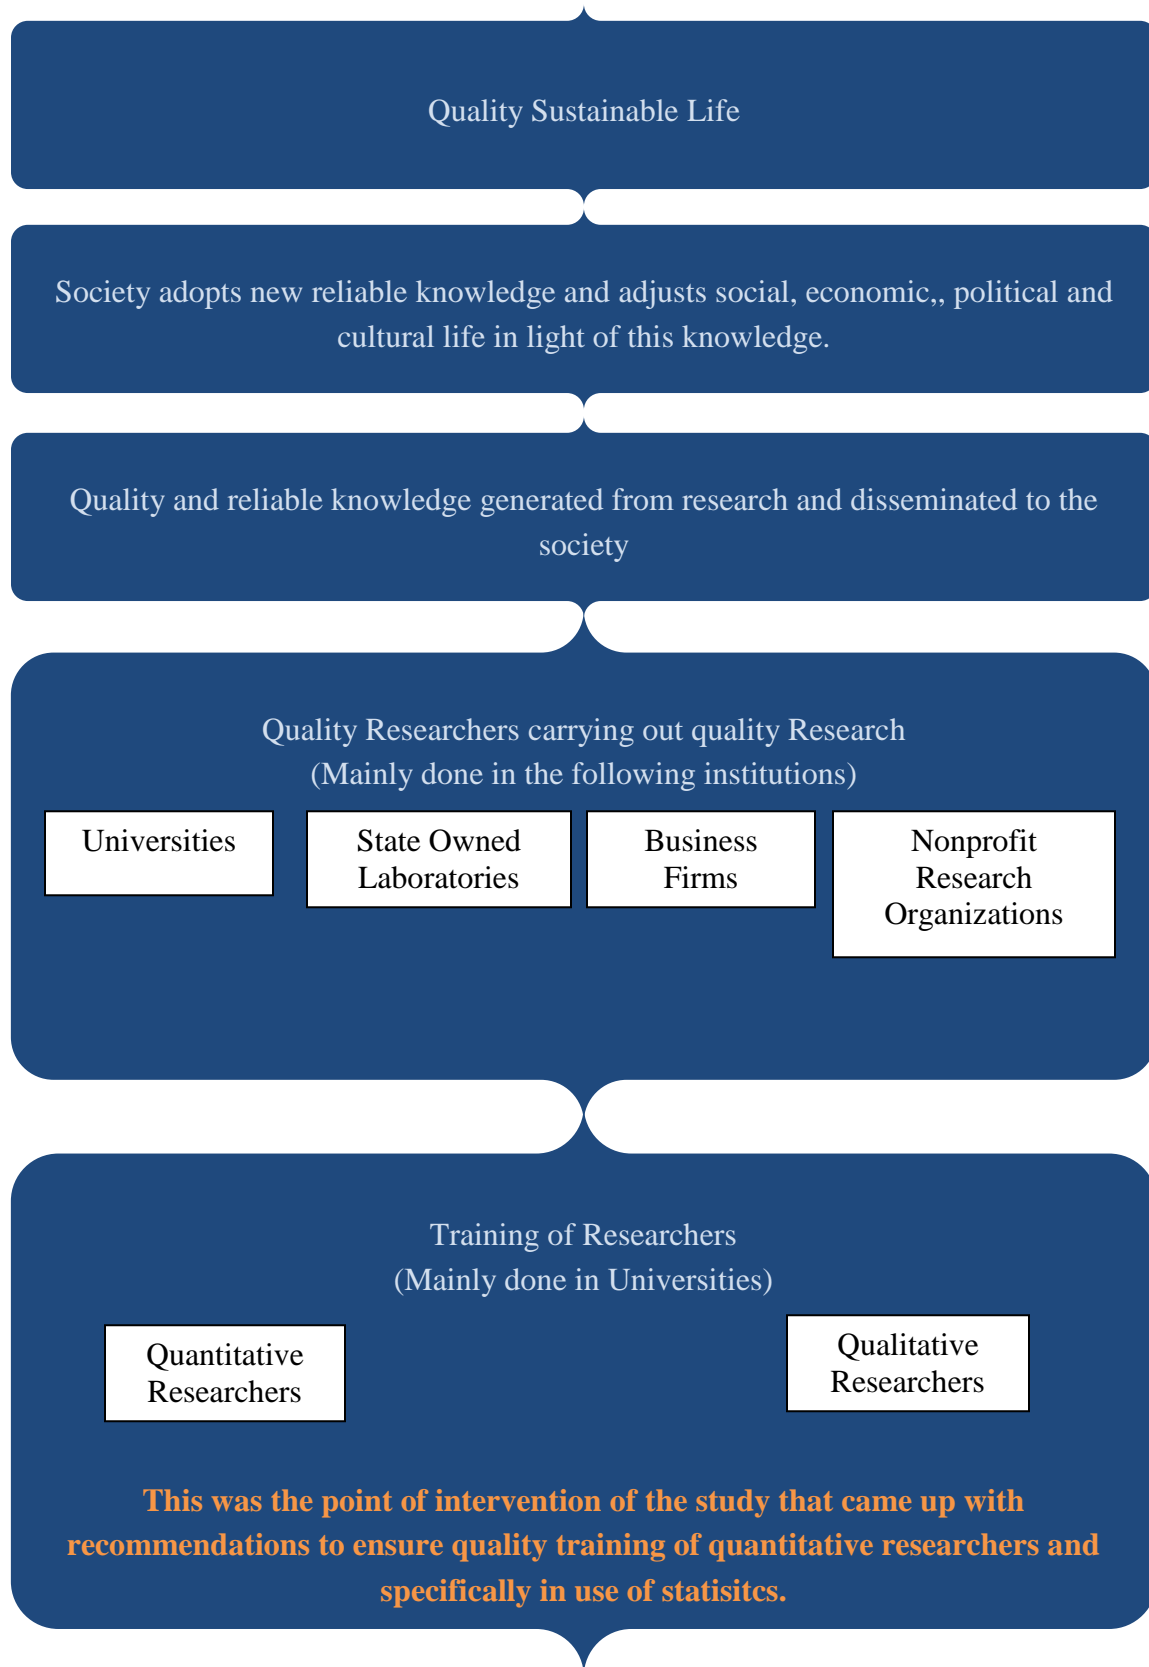 Quality Sustainable Life
Society adopts new reliable knowledge and adjusts social, economic,, political and
cultural life in light of this knowledge.
Quality and reliable knowledge generated from research and disseminated to the
society
Quality Researchers carrying out quality Research
(Mainly done in the following institutions)
Universities
State Owned
Laboratories
Business
Firms
Nonprofit
Research
Organizations
Training of Researchers
(Mainly done in Universities)
Quantitative
Researchers
Qualitative
Researchers
This was the point of intervention of the study that came up with
recommendations to ensure quality training of quantitative researchers and
specifically in use of statisitcs.